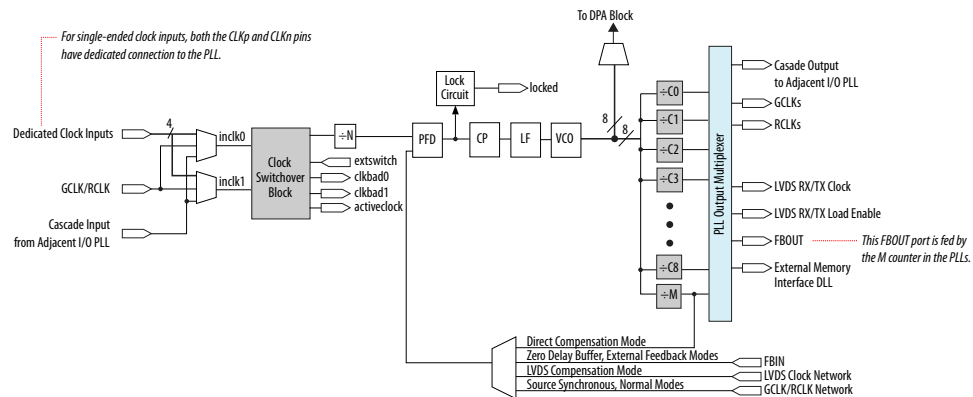 To DPA Block
For single-ended clock inputs, both the CLKp and CLKn pins
have dedicated connection to the PLL.
Lock
Circuit
locked
Casade Output
to Adjacent I/O PLL
÷C0
8
8
GCLKs
RCLKs
÷C1
4
Dedicated Clock Inputs
inclk0
÷N
PFD
CP
LF
VCO
÷C2
Clock
Switchover
Block
extswitch
clkbad0
clkbad1
activeclock
÷C3
PLL Output Multiplexer
GCLK/RCLK
inclk1
LVDS RX/TX Clock
LVDS RX/TX Load Enable
Cascade Input
from Adjacent I/O PLL
FBOUT
This FBOUT port is fed by
the M counter in the PLLs.
÷C8
External Memory
Interface DLL
÷M
Direct Compensation Mode
Zero Delay Buffer, External Feedback Modes
FBIN
LVDS Compensation Mode
LVDS Clock Network
Source Synchronous, Normal Modes
GCLK/RCLK Network